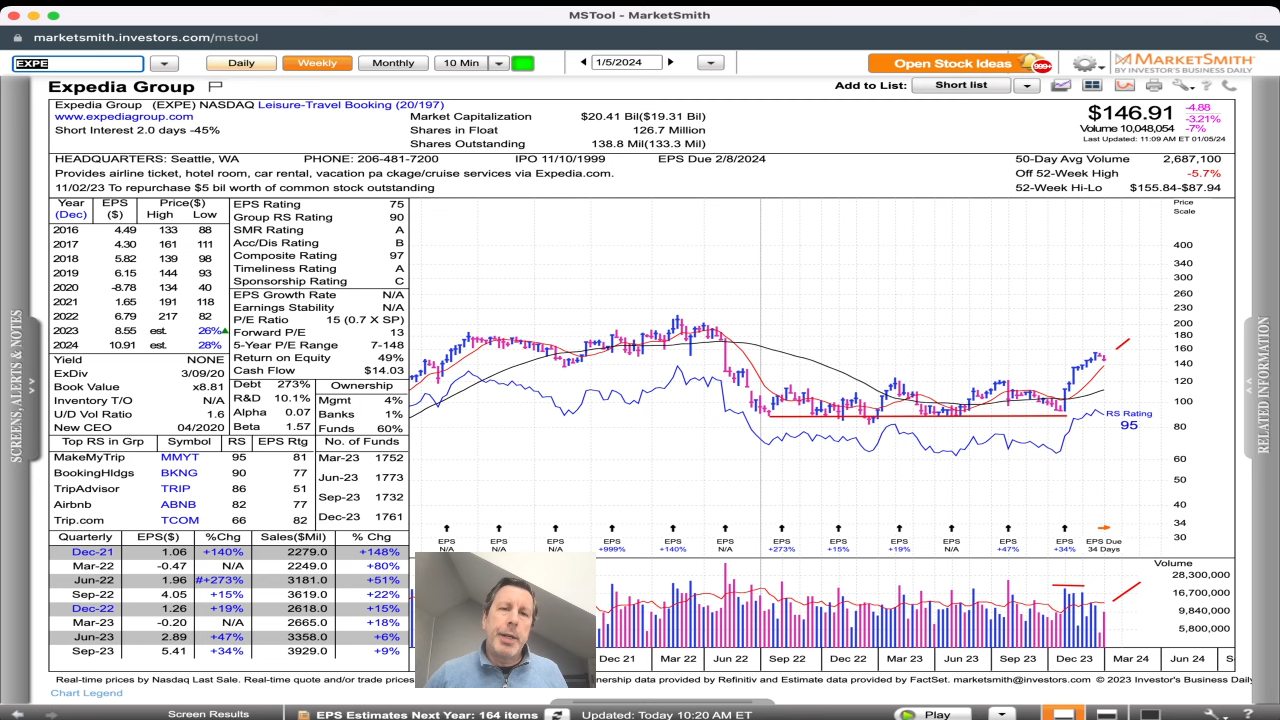 MSTool - MarketSmith
marketsmith.investors.com/mstool
EXPE Daily Weekly Monthly 10 Min 1/5/2024 Open Stock Ideas 999+ MarketSmith
BY INVESTOR'S BUSINESS DAILY
Expedia Group Add to List: Short list
Expedia Group (EXPE) NASDAQ Leisure-Travel Booking (20/197)
www.expediagroup.com
Short Interest 2.0 days -45%
Market Capitalization $20.41 Bil($19.31 Bil)
Shares in Float 126.7 Million
Shares Outstanding 138.8 Mil(133.3 Mil)
$146.91 -4.88
-3.21%
Volume 10,048,054 -7%
Last Updated: 11:09 AM ET 01/05/24
HEADQUARTERS: Seattle, WA PHONE: 206-481-7200 IPO 11/10/1999 EPS Due 2/8/2024
Provides airline ticket, hotel room, car rental, vacation pa ckage/cruise services via Expedia.com.
11/02/23 To repurchase $5 bil worth of common stock outstanding
50-Day Avg Volume 2,687,100
Off 52-Week High -5.7%
52-Week Hi-Lo $155.84-$87.94
Year EPS Price($)
(Dec) ($) High Low
2016 4.49 133 88
2017 4.30 161 111
2018 5.82 139 98
2019 6.15 144 93
2020 -8.78 134 40
2021 1.65 191 118
2022 6.79 217 82
2023 8.55 est. 26%
2024 10.91 est. 28%
Yield NONE
ExDiv 3/09/20
Book Value x8.81
Inventory T/O N/A
U/D Vol Ratio 1.6
New CEO 04/2020
EPS Rating 75
Group RS Rating 90
SMR Rating A
Acc/Dis Rating B
Composite Rating 97
Timeliness Rating A
Sponsorship Rating C
EPS Growth Rate N/A
Earnings Stability N/A
P/E Ratio 15 (0.7 X SP)
Forward P/E 13
5-Year P/E Range 7-148
Return on Equity 49%
Cash Flow $14.03
Debt 273%
R&D 10.1%
Alpha 0.07
Beta 1.57
Ownership
Mgmt 4%
Banks 1%
Funds 60%
Top RS in Grp Symbol RS EPS Rtg
MakeMyTrip MMYT 95 81
BookingHldgs BKNG 90 77
TripAdvisor TRIP 86 51
Airbnb ABNB 82 77
Trip.com TCOM 66 82
No. of Funds
Mar-23 1752
Jun-23 1773
Sep-23 1732
Dec-23 1761
Quarterly EPS($) %Chg Sales($Mil) % Chg
Dec-21 1.06 +140% 2279.0 +148%
Mar-22 -0.47 N/A 2249.0 +80%
Jun-22 1.96 #+273% 3181.0 +51%
Sep-22 4.05 +15% 3619.0 +22%
Dec-22 1.26 +19% 2618.0 +15%
Mar-23 -0.20 N/A 2665.0 +18%
Jun-23 2.89 +47% 3358.0 +6%
Sep-23 5.41 +34% 3929.0 +9%
Price
Scale
400
340
300
260
230
200
180
160
140
120
100
80
60
50
40
34
30
RS Rating
95
EPS EPS EPS EPS EPS EPS EPS EPS EPS EPS EPS EPS EPS Due
N/A N/A N/A +999% +140% N/A +273% +15% +19% N/A +47% +34% 34 Days
Volume
28,300,000
16,700,000
9,840,000
5,800,000
Dec 21 Mar 22 Jun 22 Sep 22 Dec 22 Mar 23 Jun 23 Sep 23 Dec 23 Mar 24 Jun 24 S
Real-time prices by Nasdaq Last Sale. Real-time quote and/or trade prices
nership data provided by Refinitiv and Estimate data provided by FactSet. marketsmith@investors.com © 2023 Investor's Business Daily
Chart Legend
SCREENS, ALERTS & NOTES
RELATED INFORMATION
Screen Results EPS Estimates Next Year: 164 items Updated: Today 10:20 AM ET Play